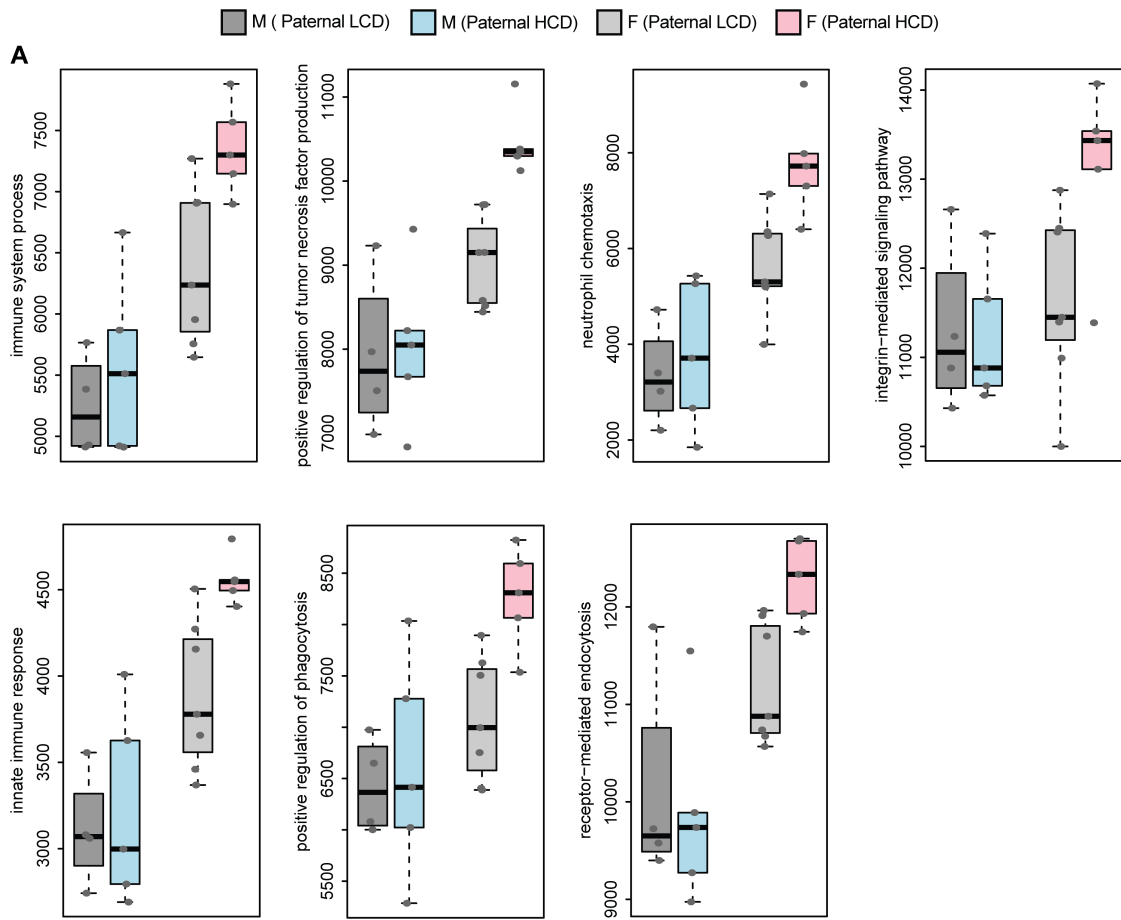 M ( Paternal LCD) M (Paternal HCD) F (Paternal LCD) F (Paternal HCD)
A
immune system process
5000 5500 6000 6500 7000 7500
positive regulation of tumor necrosis factor production
7000 8000 9000 10000 11000
neutrophil chemotaxis
2000 4000 6000 8000
integrin−mediated signaling pathway
10000 11000 12000 13000 14000
innate immune response
3000 3500 4000 4500
positive regulation of phagocytosis
5500 6500 7500 8500
receptor−mediated endocytosis
9000 10000 11000 12000